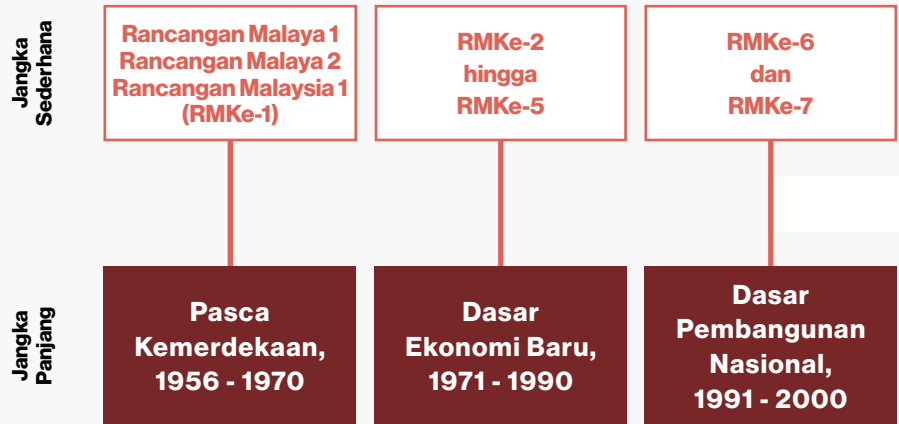 Jangka
Sederhana
Rancangan Malaya 1
Rancangan Malaya 2
Rancangan Malaysia 1
(RMKe-1)
RMKe-2
hingga
RMKe-5
RMKe-6
dan
RMKe-7
Jangka
Panjang
Pasca
Kemerdekaan,
1956 - 1970
Dasar
Ekonomi Baru,
1971 - 1990
Dasar
Pembangunan
Nasional,
1991 - 2000